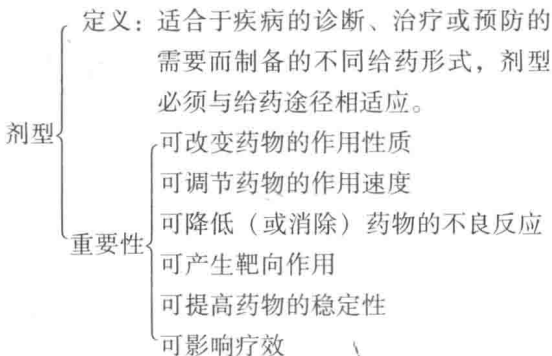 定义：适合于疾病的诊断、治疗或预防的
需要而制备的不同给药形式，剂型
必须与给药途径相适应。
剂型
可改变药物的作用性质
可调节药物的作用速度
可降低（或消除）药物的不良反应
重要性
可产生靶向作用
可提高药物的稳定性
可影响疗效